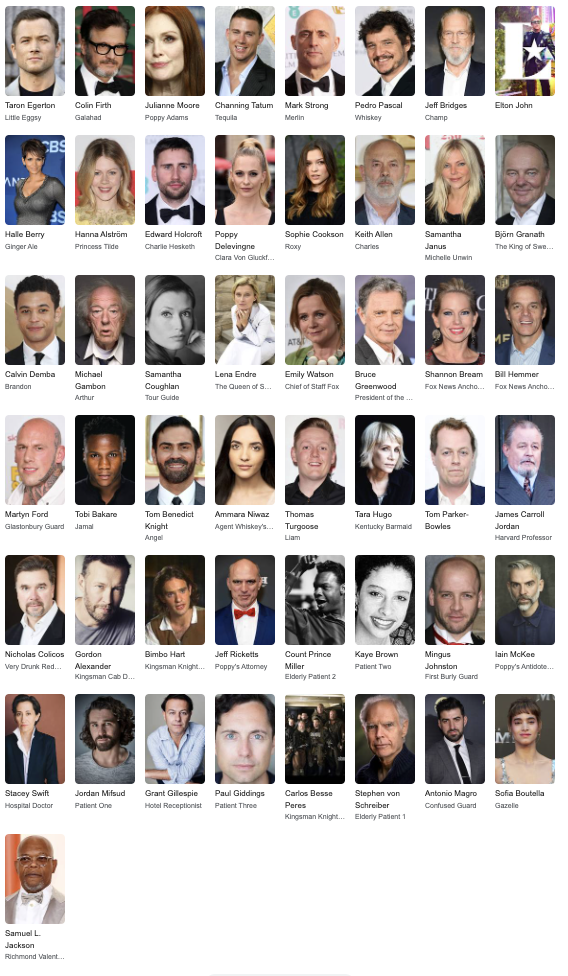 Taron Egerton
Little Eggsy
Colin Firth
Galahad
Julianne Moore
Poppy Adams
Channing Tatum
Tequila
Mark Strong
Merlin
Pedro Pascal
Whiskey
Jeff Bridges
Champ
Elton John
Halle Berry
Ginger Ale
Hanna Alström
Princess Tilde
Edward Holcroft
Charlie Hesketh
Poppy
Delevingne
Clara Von Gluckf...
Sophie Cookson
Roxy
Keith Allen
Charles
Samantha
Janus
Michelle Unwin
Björn Granath
The King of Swe...
Calvin Demba
Brandon
Michael
Gambon
Arthur
Samantha
Coughlan
Tour Guide
Lena Endre
The Queen of S...
Emily Watson
Chief of Staff Fox
Bruce
Greenwood
President of the ...
Shannon Bream
Fox News Ancho...
Bill Hemmer
Fox News Ancho...
Martyn Ford
Glastonbury Guard
Tobi Bakare
Jamal
Tom Benedict
Knight
Angel
Ammara Niwaz
Agent Whiskey's...
Thomas
Turgoose
Liam
Tara Hugo
Kentucky Barmaid
Tom Parker-
Bowles
James Carroll
Jordan
Harvard Professor
Nicholas Colicos
Very Drunk Red...
Gordon
Alexander
Kingsman Cab D...
Bimbo Hart
Kingsman Knight...
Jeff Ricketts
Poppy's Attorney
Count Prince
Miller
Elderly Patient 2
Kaye Brown
Patient Two
Mingus
Johnston
First Burly Guard
Iain McKee
Poppy's Antidote...
Stacey Swift
Hospital Doctor
Jordan Mifsud
Patient One
Grant Gillespie
Hotel Receptionist
Paul Giddings
Patient Three
Carlos Besse
Peres
Kingsman Knight...
Stephen von
Schreiber
Elderly Patient 1
Antonio Magro
Confused Guard
Sofia Boutella
Gazelle
Samuel L.
Jackson
Richmond Valent...